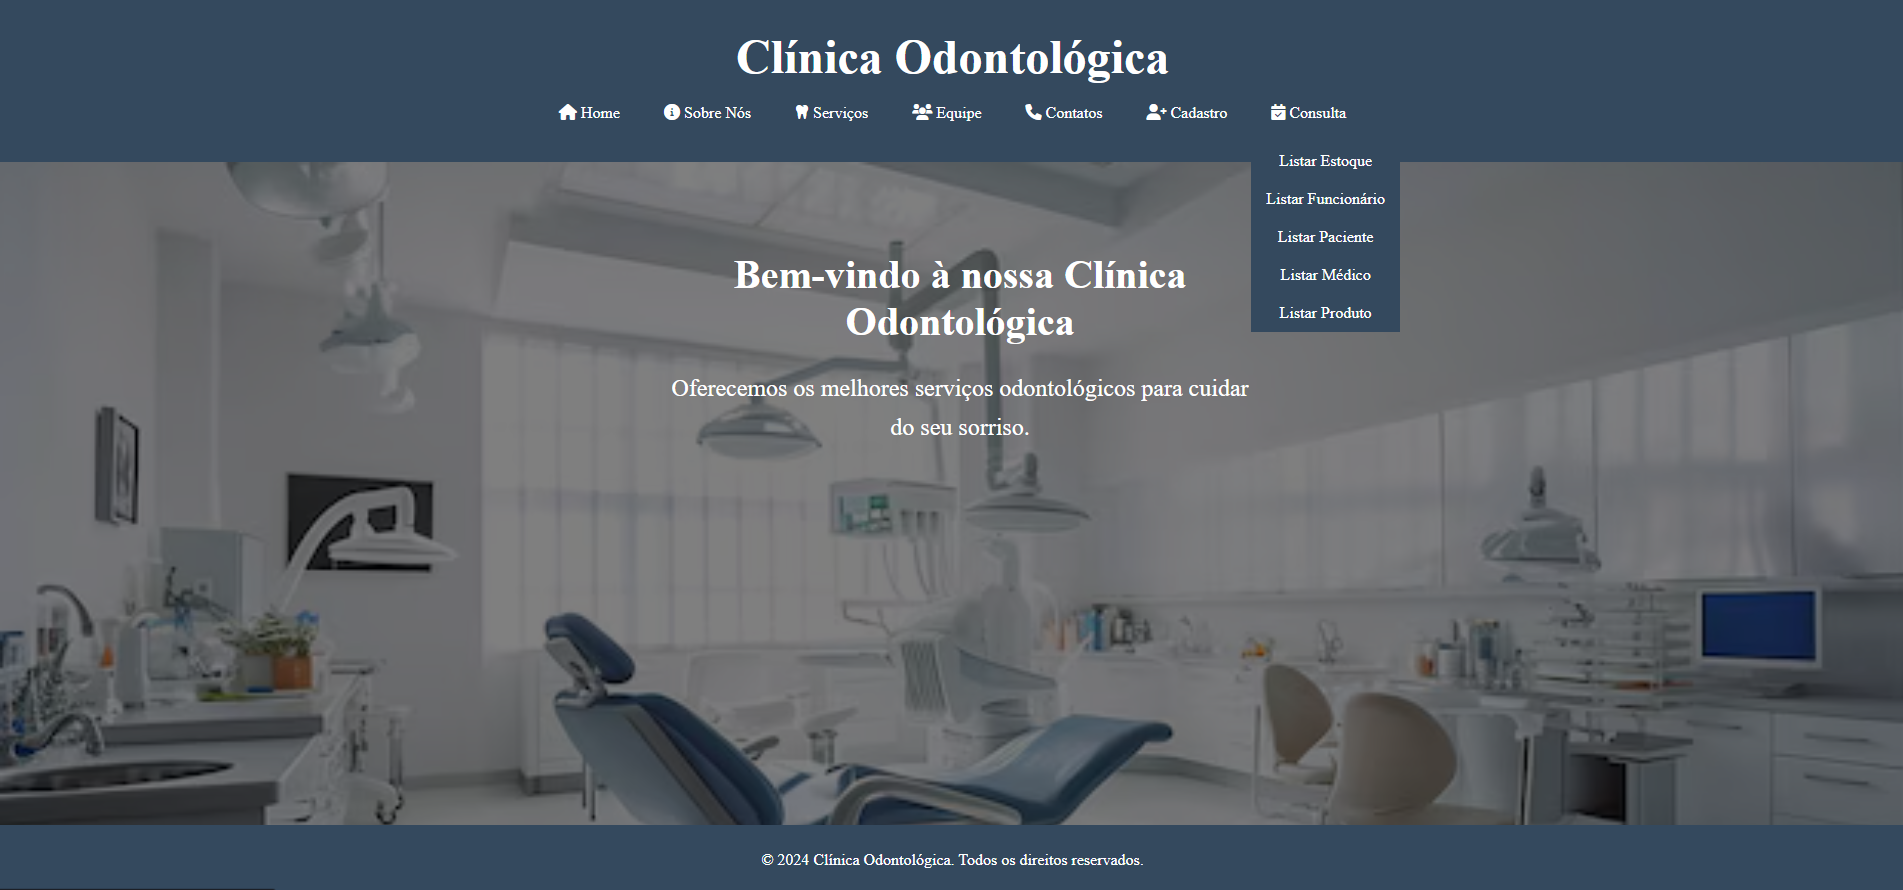 Clínica Odontológica
Home Sobre Nós Serviços Equipe Contatos Cadastro Consulta
Listar Estoque
Listar Funcionário
Listar Paciente
Listar Médico
Listar Produto
Bem-vindo à nossa Clínica
Odontológica
Oferecemos os melhores serviços odontológicos para cuidar
do seu sorriso.
© 2024 Clínica Odontológica. Todos os direitos reservados.